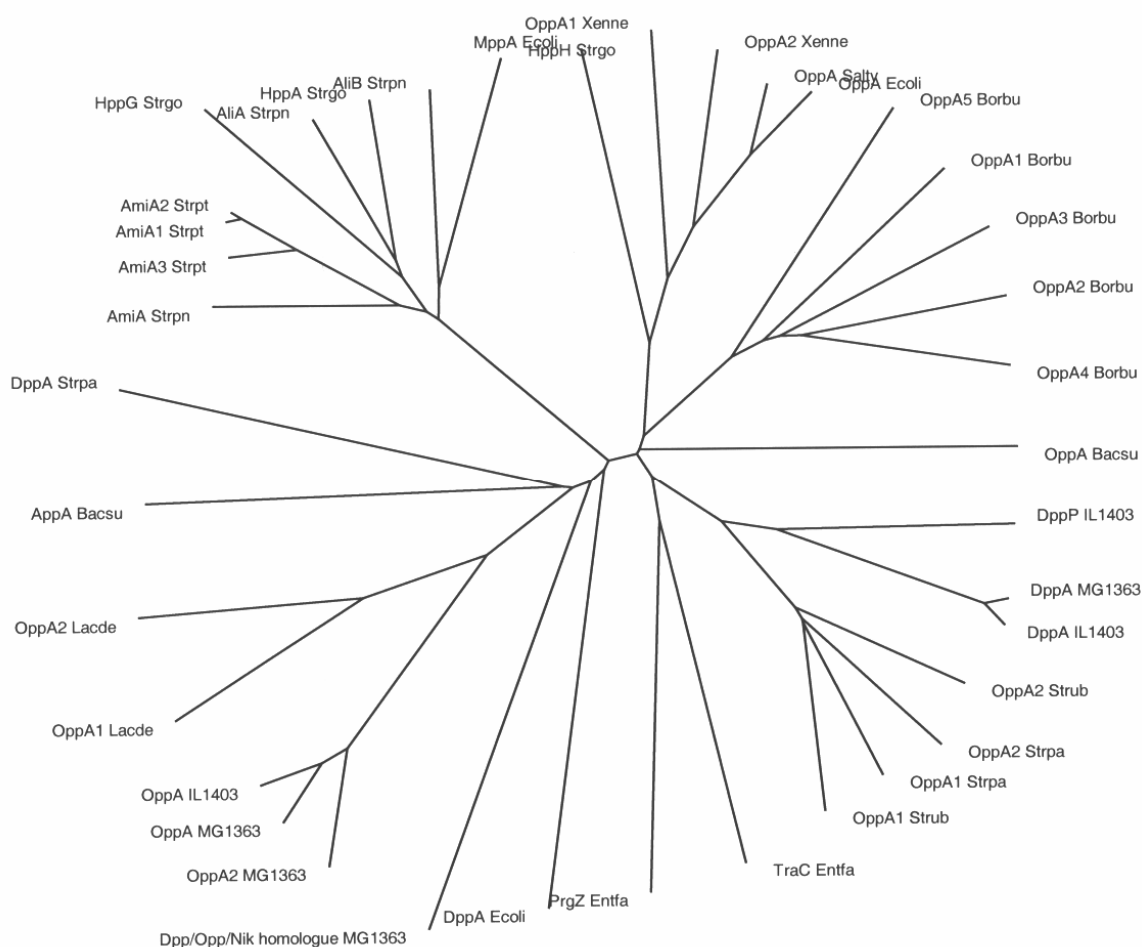 OppA1 Xenne
MppA Ecoli
HppH Strgo
OppA2 Xenne
OppA Salty
OppA Ecoli
AliB Strpn
HppA Strgo
HppG Strgo
AliA Strpn
OppA5 Borbu
OppA1 Borbu
AmiA2 Strpt
AmiA1 Strpt
OppA3 Borbu
AmiA3 Strpt
OppA2 Borbu
AmiA Strpn
OppA4 Borbu
DppA Strpa
OppA Bacsu
AppA Bacsu
DppP IL1403
DppA MG1363
OppA2 Lacde
DppA IL1403
OppA2 Strub
OppA1 Lacde
OppA2 Strpa
OppA1 Strpa
OppA IL1403
OppA1 Strub
OppA MG1363
TraC Entfa
OppA2 MG1363
PrgZ Entfa
DppA Ecoli
Dpp/Opp/Nik homologue MG1363